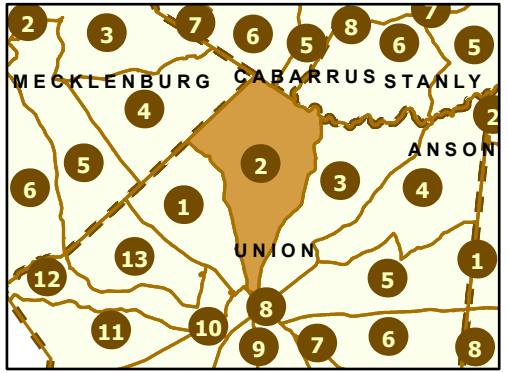 2 3 7 6 5 8 6 7 5
MECKLENBURG CABARRUS STANLY
4 2
ANSON
6 5 1 2 3 4
UNION
12 13 5 1
11 10 8 9 7 6 8